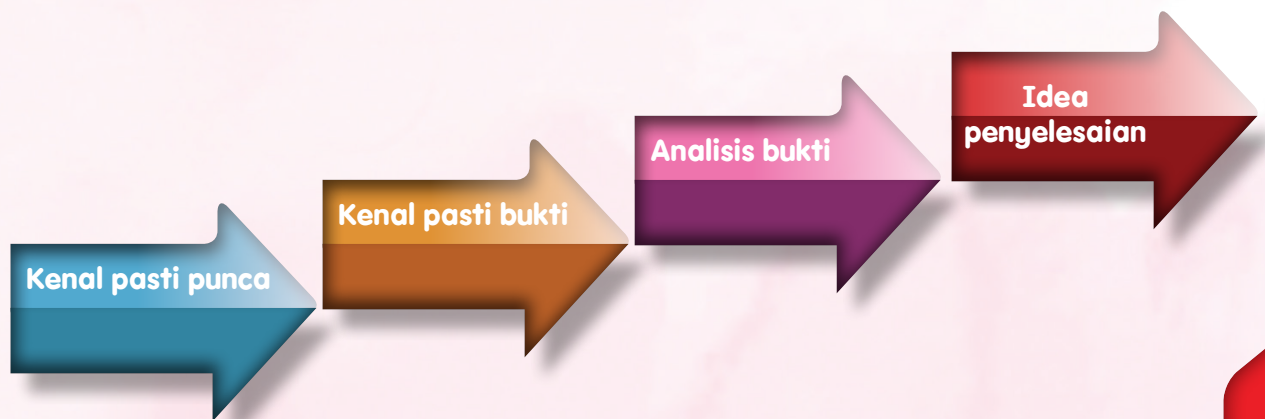 Kenal pasti punca
Kenal pasti bukti
Analisis bukti
Idea
penyelesaian